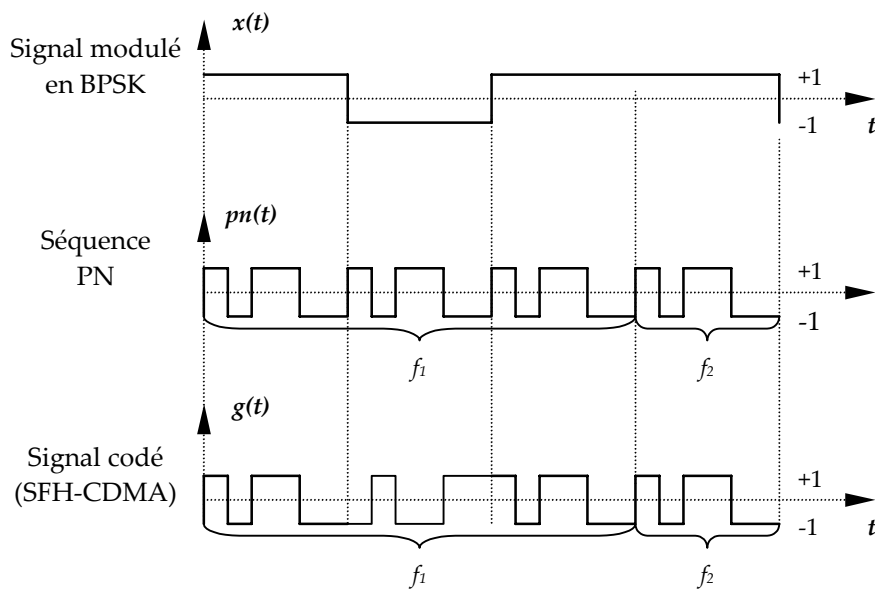 x(t)
Signal modulé
en BPSK
+1
-1
t
pn(t)
Séquence
PN
+1
-1
f1
f2
g(t)
Signal codé
(SFH-CDMA)
+1
-1
t
f1
f2